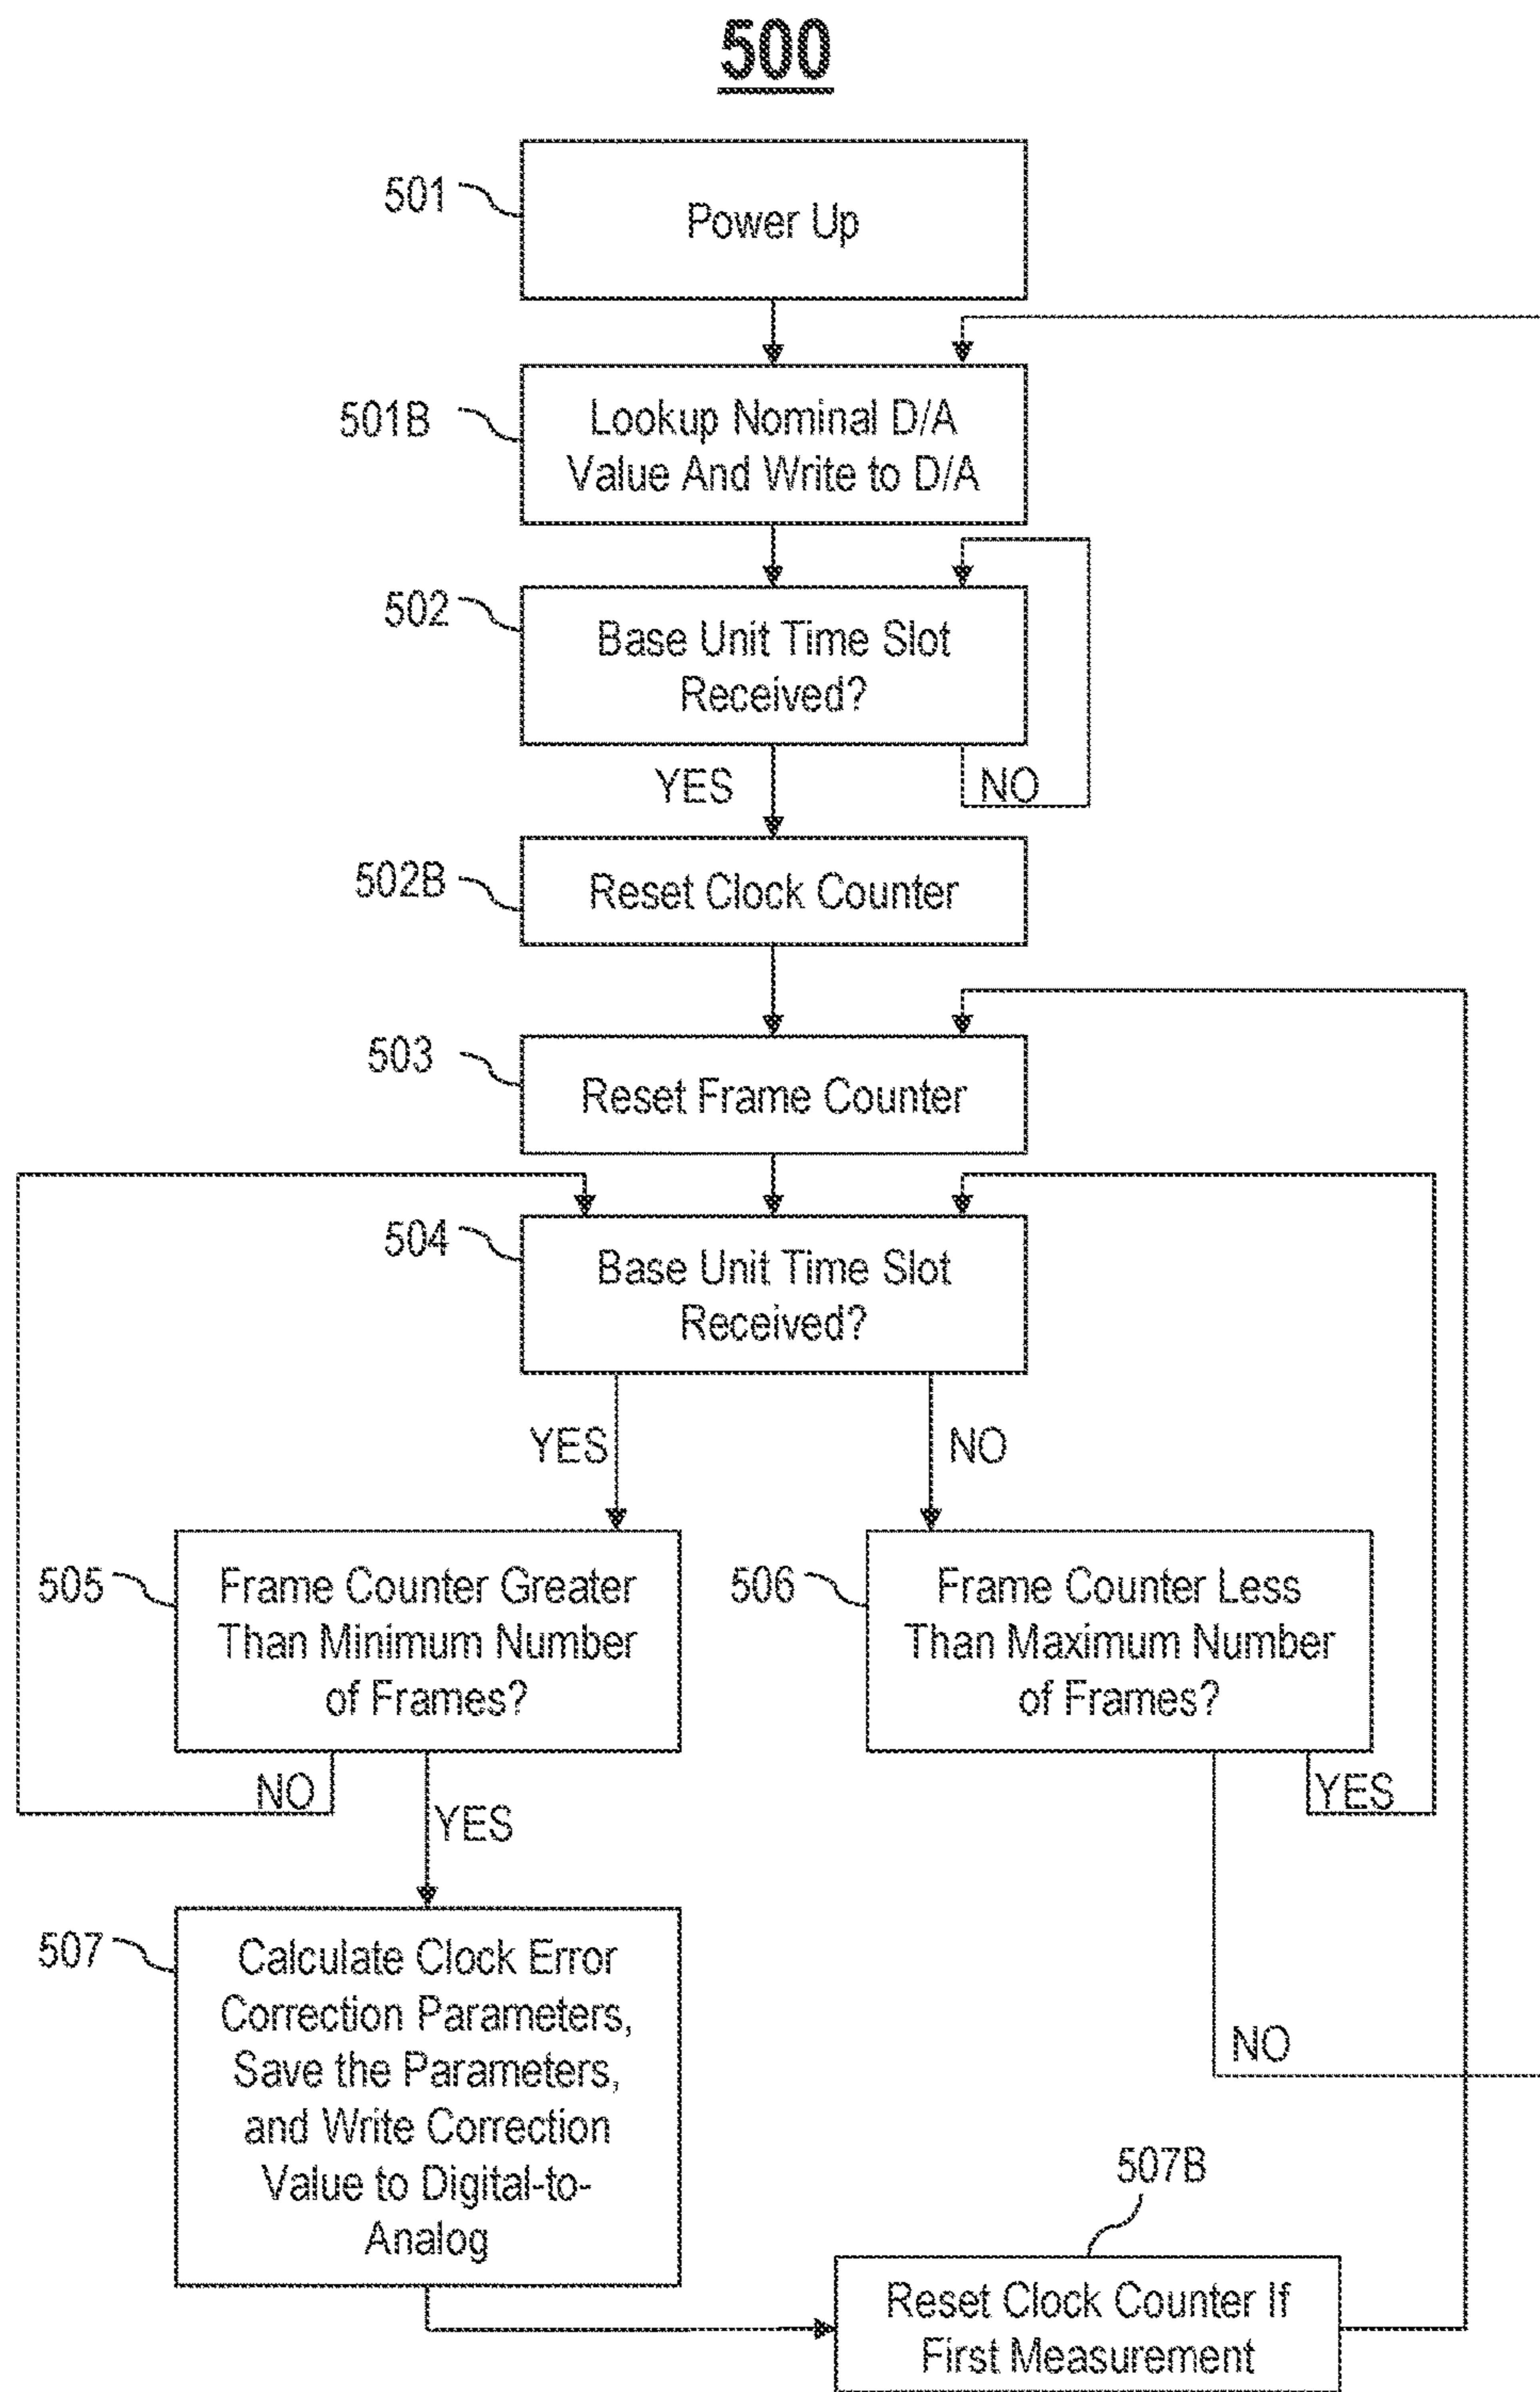 500
501
Power Up
501B
Lookup Nominal D/A
Value And Write to D/A
502
Base Unit Time Slot
Received?
YES
NO
502B
Reset Clock Counter
503
Reset Frame Counter
504
Base Unit Time Slot
Received?
YES
NO
505
Frame Counter Greater
Than Minimum Number
of Frames?
506
Frame Counter Less
Than Maximum Number
of Frames?
NO
YES
YES
507
Calculate Clock Error
Correction Parameters,
Save the Parameters,
and Write Correction
Value to Digital-to-
Analog
NO
507B
Reset Clock Counter If
First Measurement